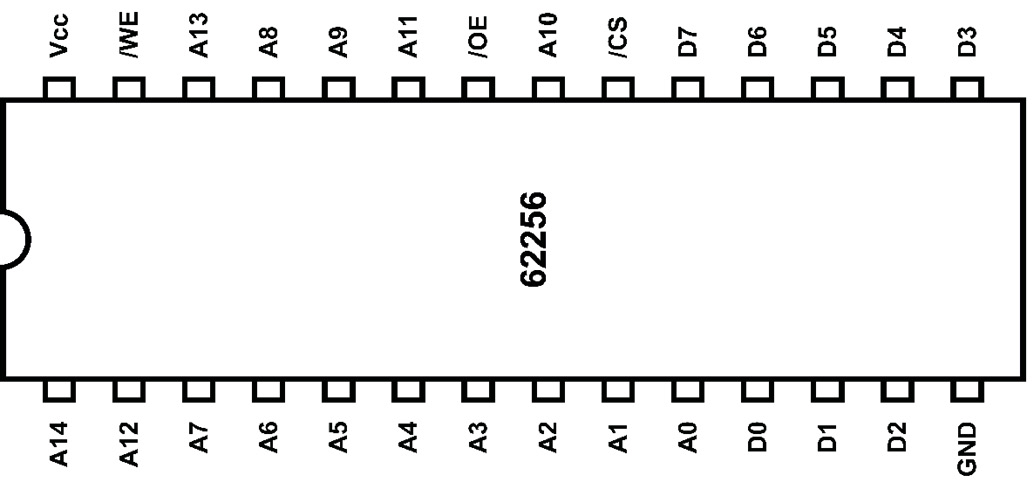 Vcc /WE A13 A8 A9 A11 /OE A10 /CS D7 D6 D5 D4 D3
62256
A14 A12 A7 A6 A5 A4 A3 A2 A1 A0 D0 D1 D2 GND